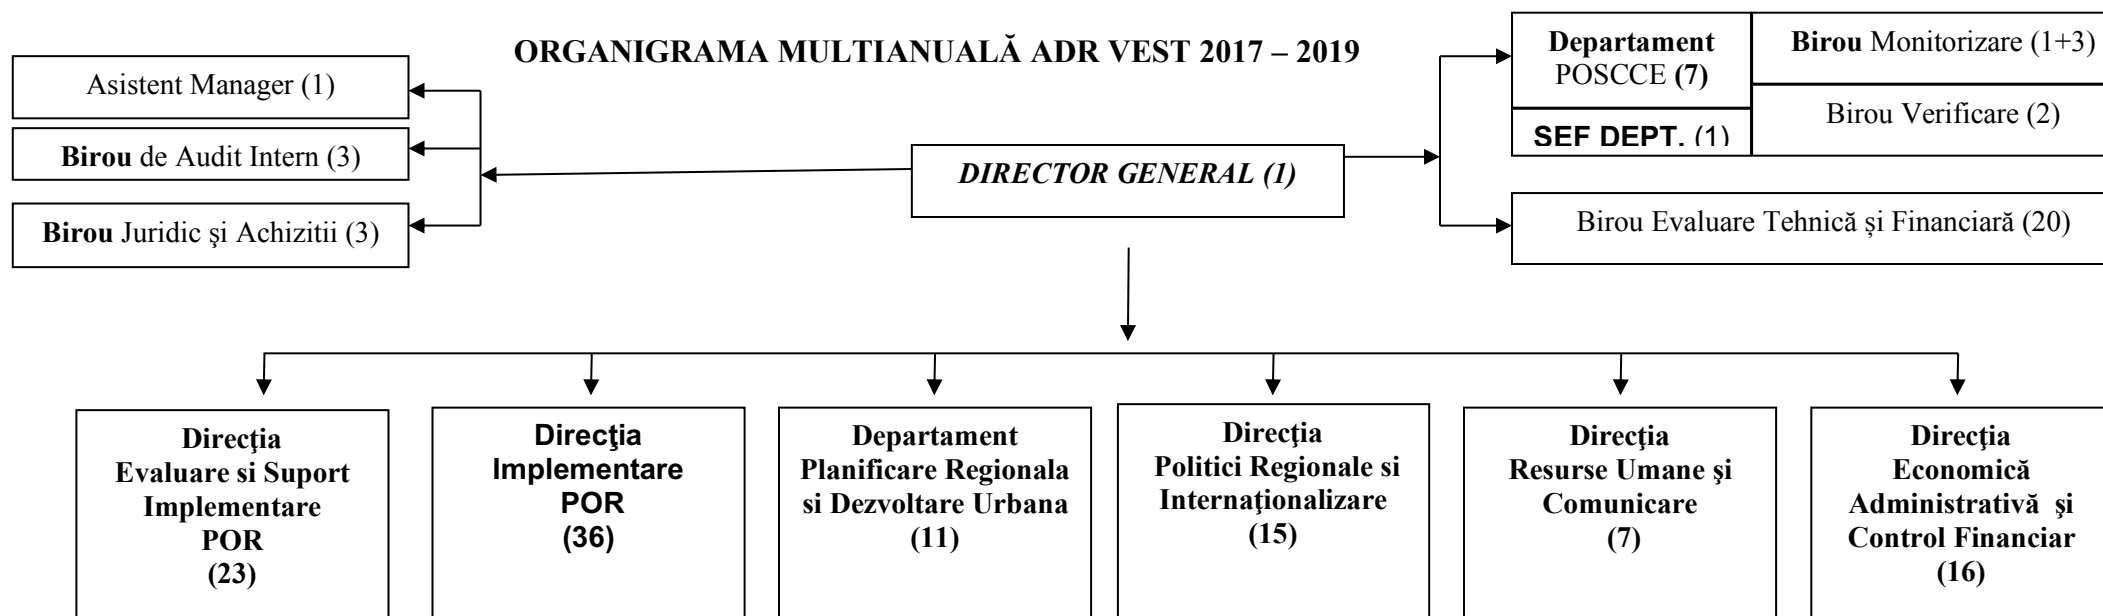 ORGANIGRAMA MULTIANUALĂ ADR VEST 2017 – 2019
Asistent Manager (1)
Birou de Audit Intern (3)
Birou Juridic şi Achizitii (3)
DIRECTOR GENERAL (1)
Departament
POSCCE (7)
SEF DEPT. (1)
Birou Monitorizare (1+3)
Birou Verificare (2)
Birou Evaluare Tehnică și Financiară (20)
Direcţia
Evaluare si Suport
Implementare
POR
(23)
Direcţia
Implementare
POR
(36)
Departament
Planificare Regionala
si Dezvoltare Urbana
(11)
Direcţia
Politici Regionale si
Internaţionalizare
(15)
Direcţia
Resurse Umane şi
Comunicare
(7)
Direcţia
Economică
Administrativă şi
Control Financiar
(16)